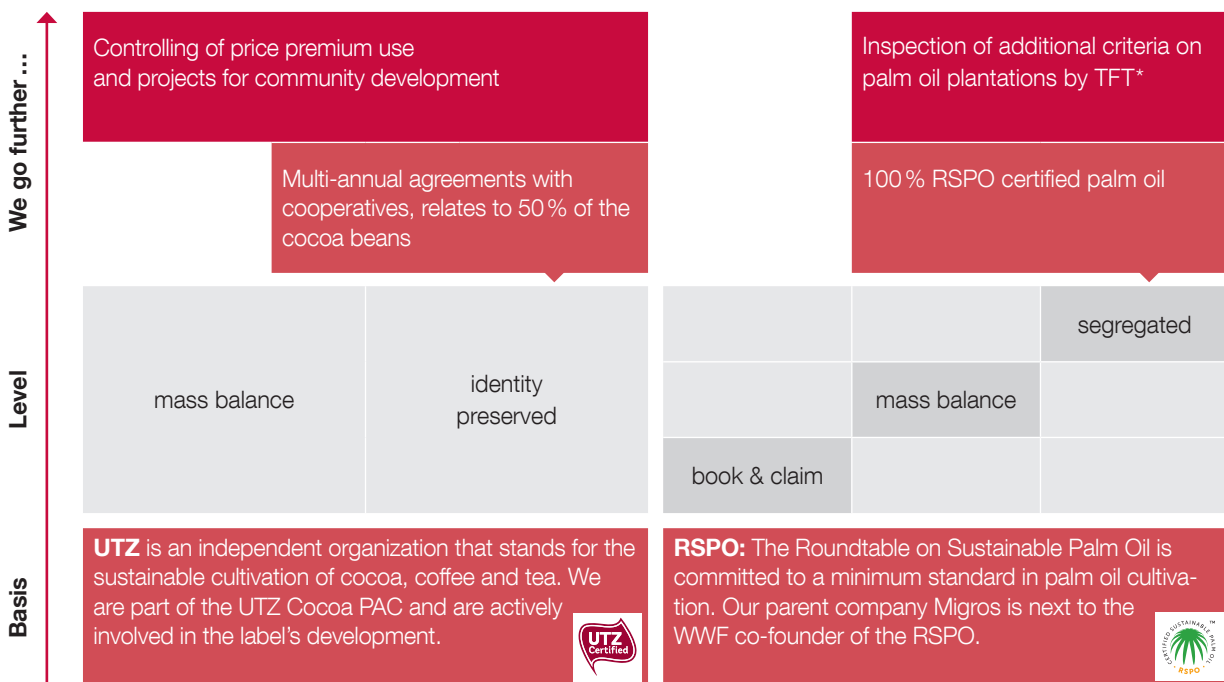 We go further …
Controlling of price premium use
and projects for community development
Inspection of additional criteria on
palm oil plantations by TFT*
Multi-annual agreements with
cooperatives, relates to 50 % of the
cocoa beans
100 % RSPO certified palm oil
Level
mass balance
identity
preserved
segregated
mass balance
book & claim
Basis
UTZ is an independent organization that stands for the
sustainable cultivation of cocoa, coffee and tea. We
are part of the UTZ Cocoa PAC and are actively
involved in the label’s development.
UTZ
Certified
RSPO: The Roundtable on Sustainable Palm Oil is
committed to a minimum standard in palm oil cultiva-
tion. Our parent company Migros is next to the
WWF co-founder of the RSPO.
CERTIFIED SUSTAINABLE PALM OIL ™
RSPO